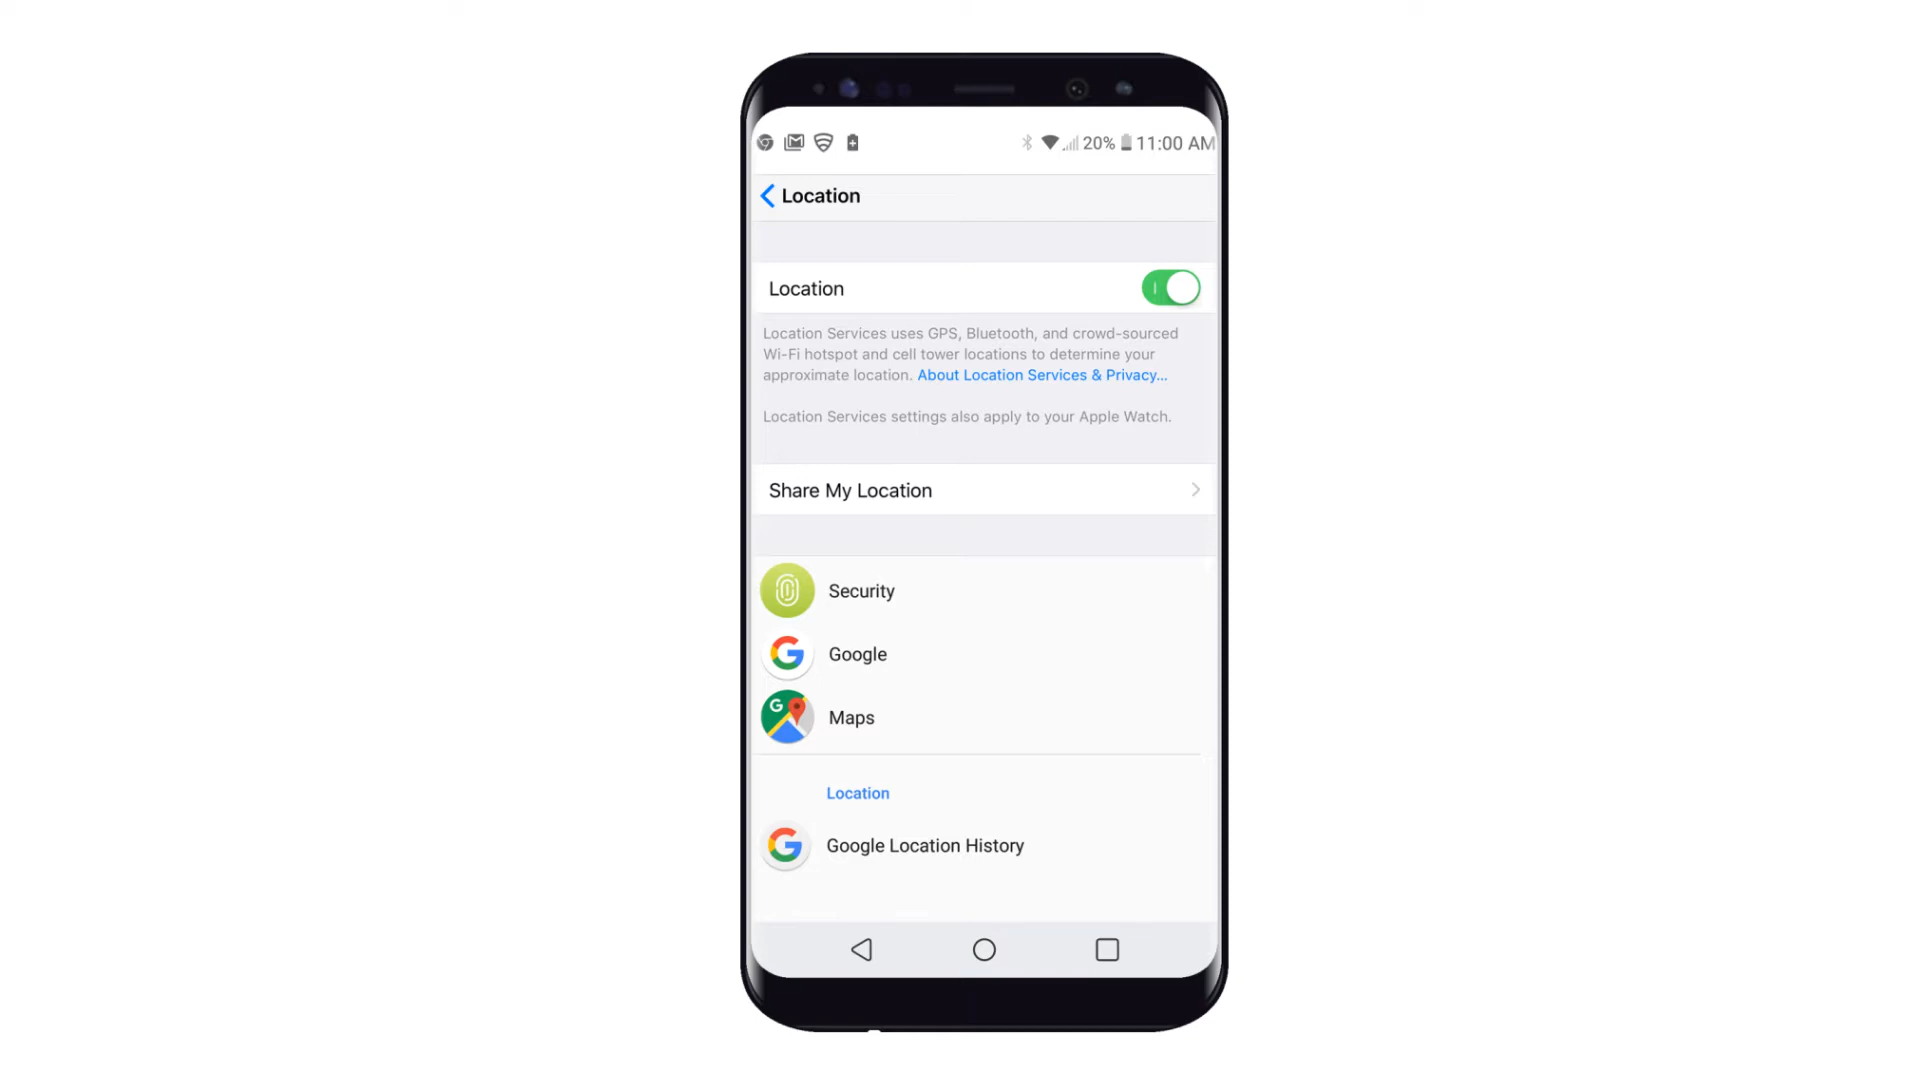 20% 11:00 AM
Location
Location
Location Services uses GPS, Bluetooth, and crowd-sourced
Wi-Fi hotspot and cell tower locations to determine your
approximate location. About Location Services & Privacy...
Location Services settings also apply to your Apple Watch.
Share My Location
Security
Google
Maps
Location
Google Location History